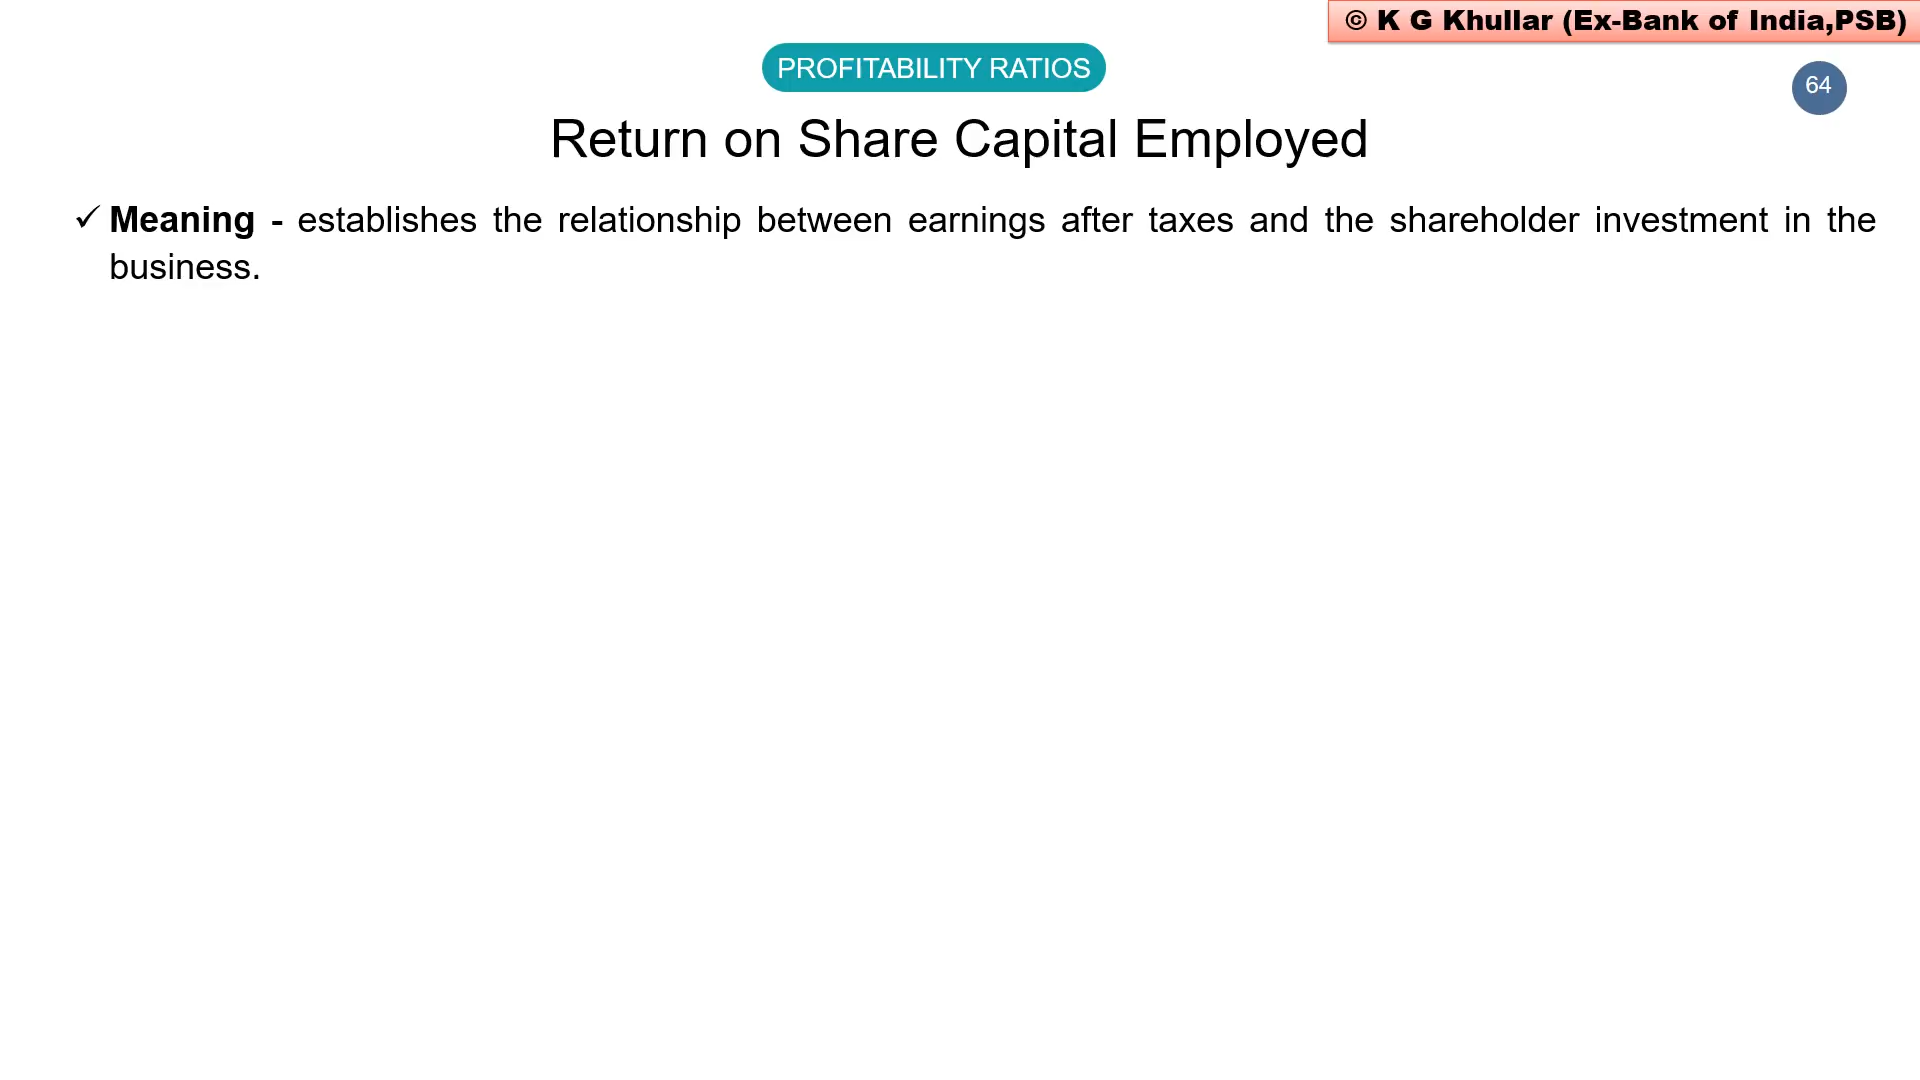 © K G Khullar (Ex-Bank of India,PSB)
PROFITABILITY RATIOS
64
Return on Share Capital Employed
✓ Meaning - establishes the relationship between earnings after taxes and the shareholder investment in the
business.